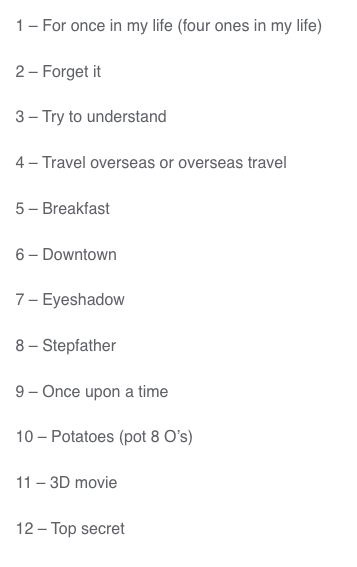 1 – For once in my life (four ones in my life)
2 – Forget it
3 – Try to understand
4 – Travel overseas or overseas travel
5 – Breakfast
6 – Downtown
7 – Eyeshadow
8 – Stepfather
9 – Once upon a time
10 – Potatoes (pot 8 O’s)
11 – 3D movie
12 – Top secret